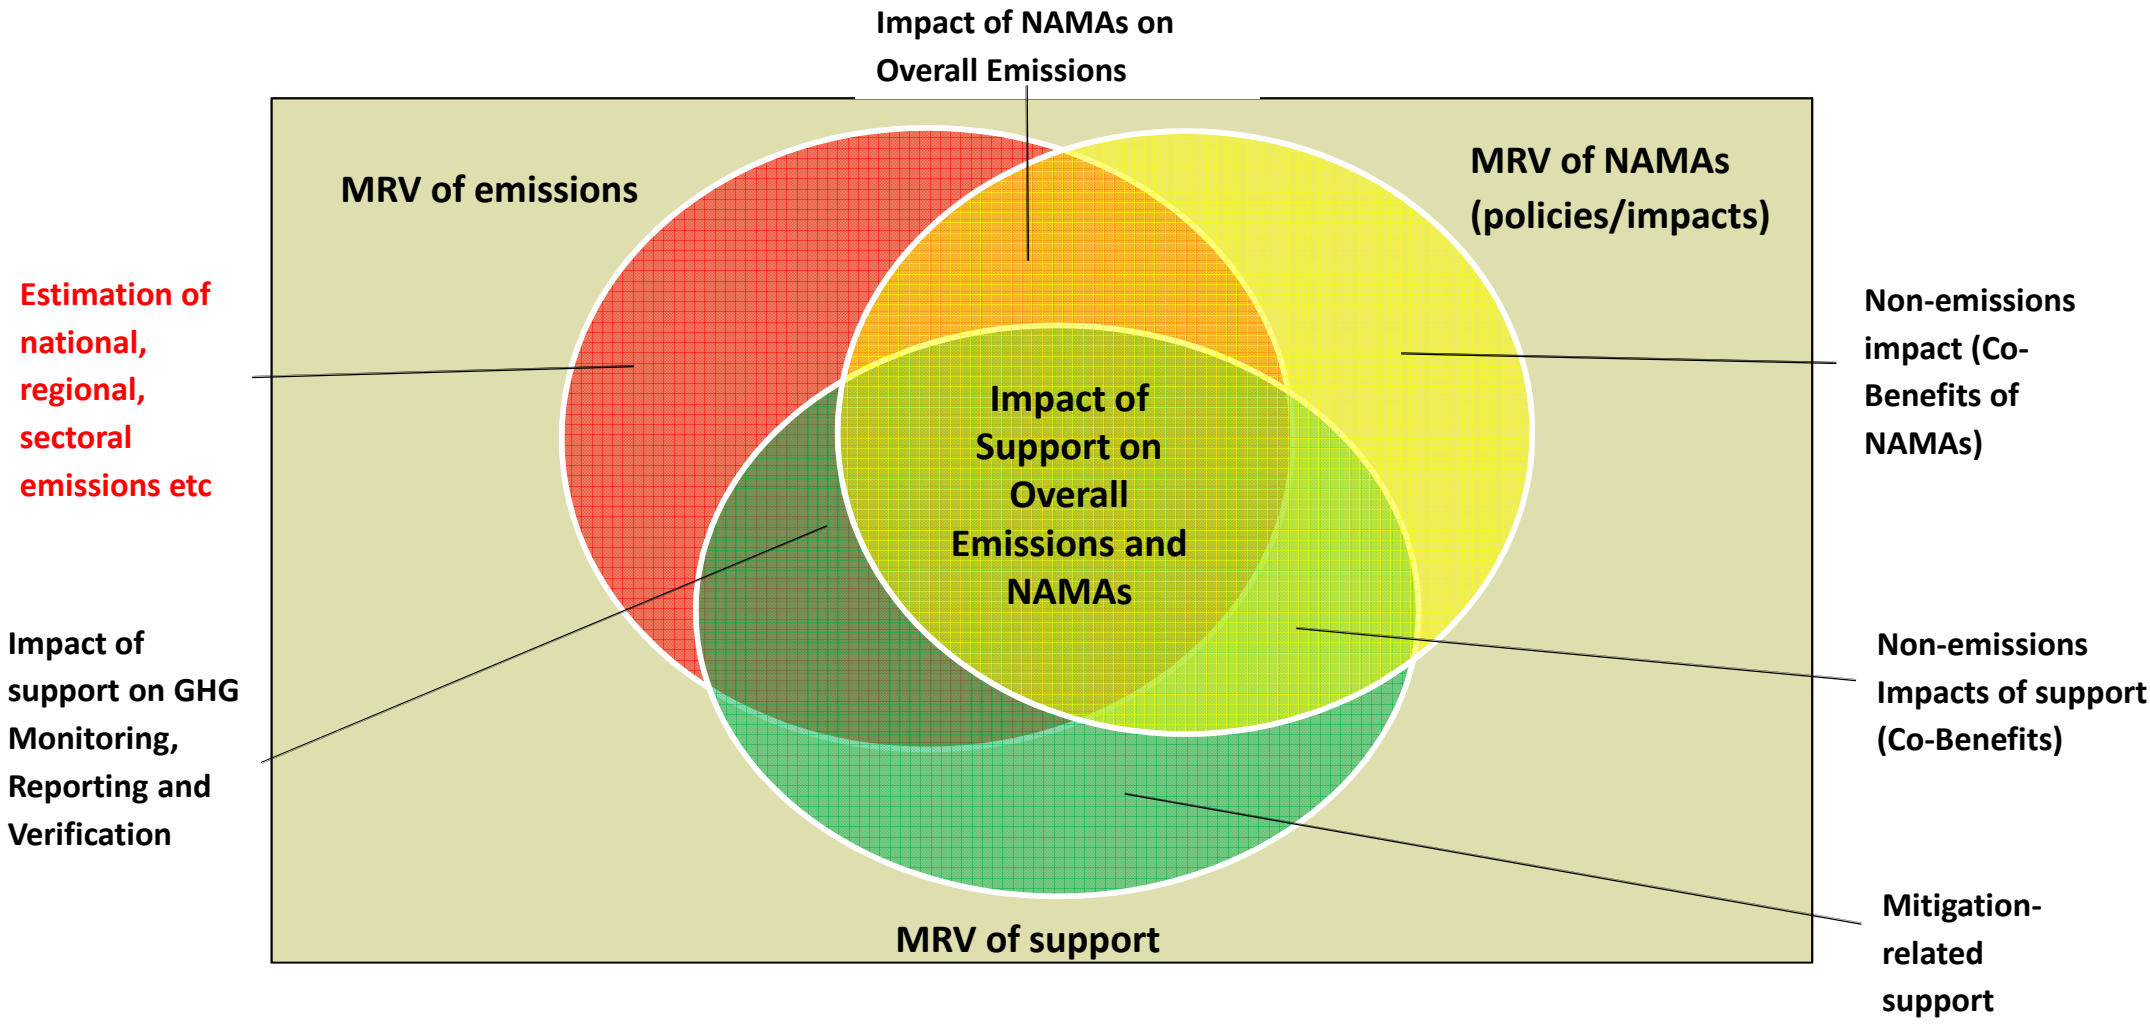 Impact of NAMAs on
Overall Emissions
MRV of emissions
MRV of NAMAs
(policies/impacts)
Estimation of
national,
regional,
sectoral
emissions etc
Non-emissions
impact (Co-
Benefits of
NAMAs)
Impact of
Support on
Overall
Emissions and
NAMAs
Impact of
support on GHG
Monitoring,
Reporting and
Verification
Non-emissions
Impacts of support
(Co-Benefits)
MRV of support
Mitigation-
related
support